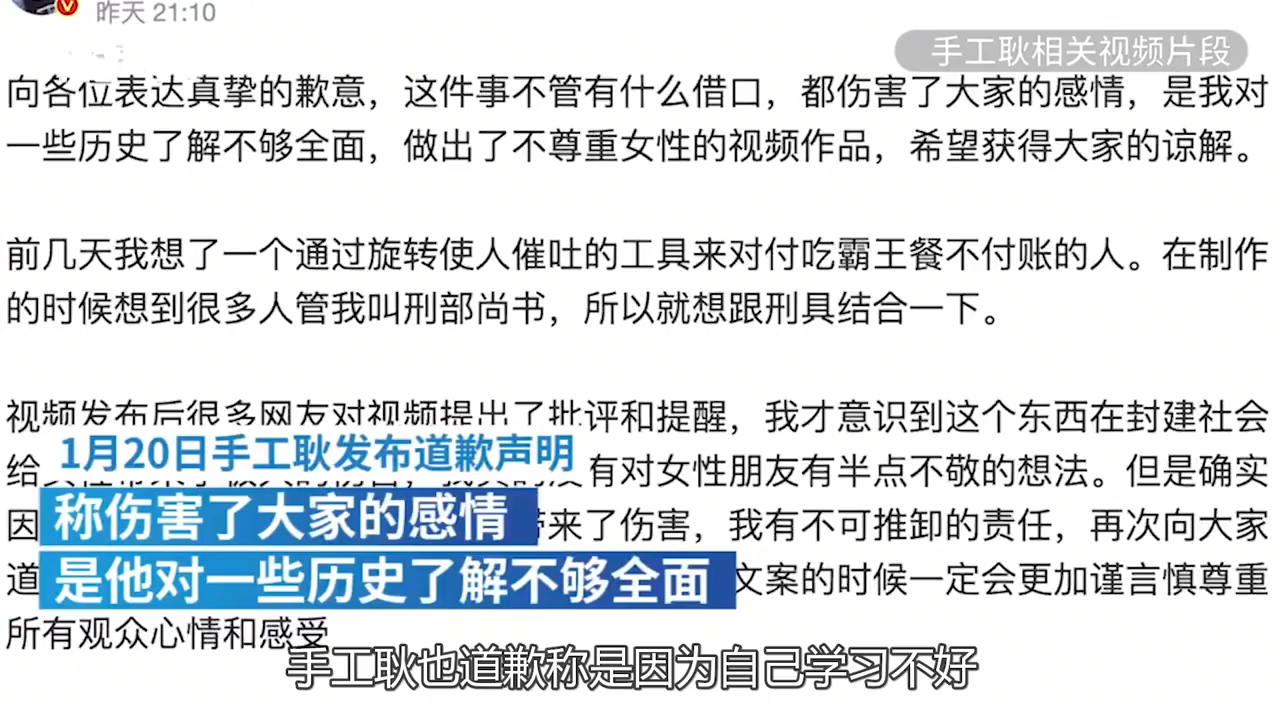 昨天 21:10
手工耿相关视频片段
向各位表达真挚的歉意，这件事不管有什么借口，都伤害了大家的感情，是我对
一些历史了解不够全面，做出了不尊重女性的视频作品，希望获得大家的谅解。
前几天我想了一个通过旋转使人催吐的工具来对付吃霸王餐不付账的人。在制作
的时候想到很多人管我叫刑部尚书，所以就想跟刑具结合一下。
视频发布后很多网友对视频提出了批评和提醒，我才意识到这个东西在封建社会
1月20日手工耿发布道歉声明
给 有对女性朋友有半点不敬的想法。但是确实
称伤害了大家的感情
因 带来了伤害，我有不可推卸的责任，再次向大家
是他对一些历史了解不够全面
道 文案的时候一定会更加谨言慎尊重
所有观众心情和感受
手工耿也道歉称是因为自己学习不好